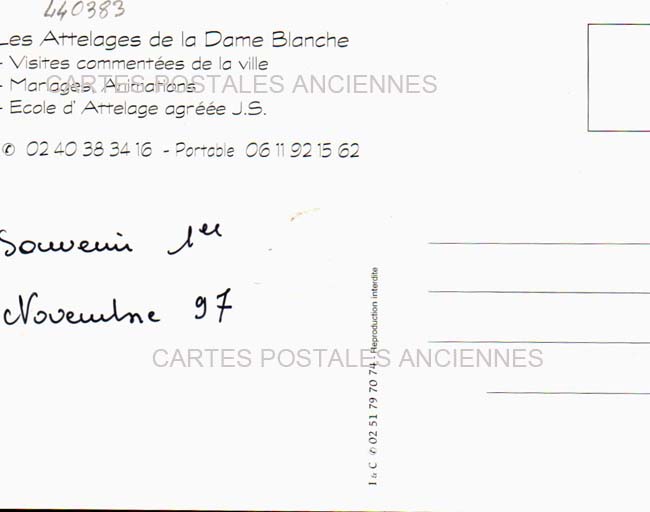 440383
Les Attelages de la Dame Blanche
- Visites commentées de la ville
- Mariages, Animations
- Ecole d' Attelage agréée J.S.
✆ 02 40 38 34 16 - Portable 06 11 92 15 62
CARTES POSTALES ANCIENNES
Souvenir 1er
Novembre 97
CARTES POSTALES ANCIENNES
I & C ✆ 02 51 79 70 74 - Reproduction interdite